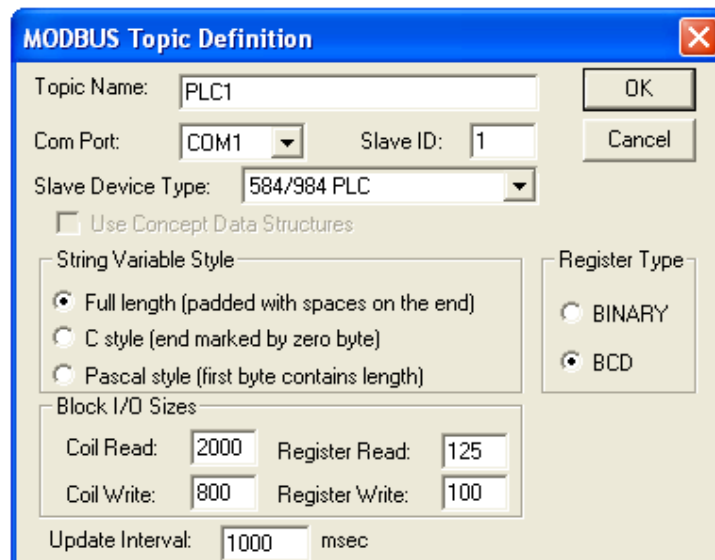 MODBUS Topic Definition
Topic Name: PLC1 OK
Com Port: COM1 Slave ID: 1 Cancel
Slave Device Type: 584/984 PLC
Use Concept Data Structures
String Variable Style Register Type
Full length (padded with spaces on the end)
BINARY
C style (end marked by zero byte)
BCD
Pascal style (first byte contains length)
Block I/O Sizes
Coil Read: 2000 Register Read: 125
Coil Write: 800 Register Write: 100
Update Interval: 1000 msec